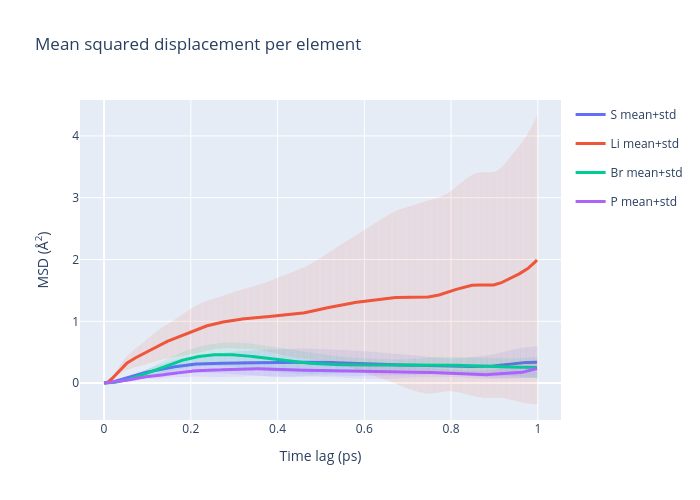 Mean squared displacement per element
S mean+std
Li mean+std
Br mean+std
P mean+std
MSD (Å²)
4
3
2
1
0
0
0.2
0.4
0.6
0.8
1
Time lag (ps)